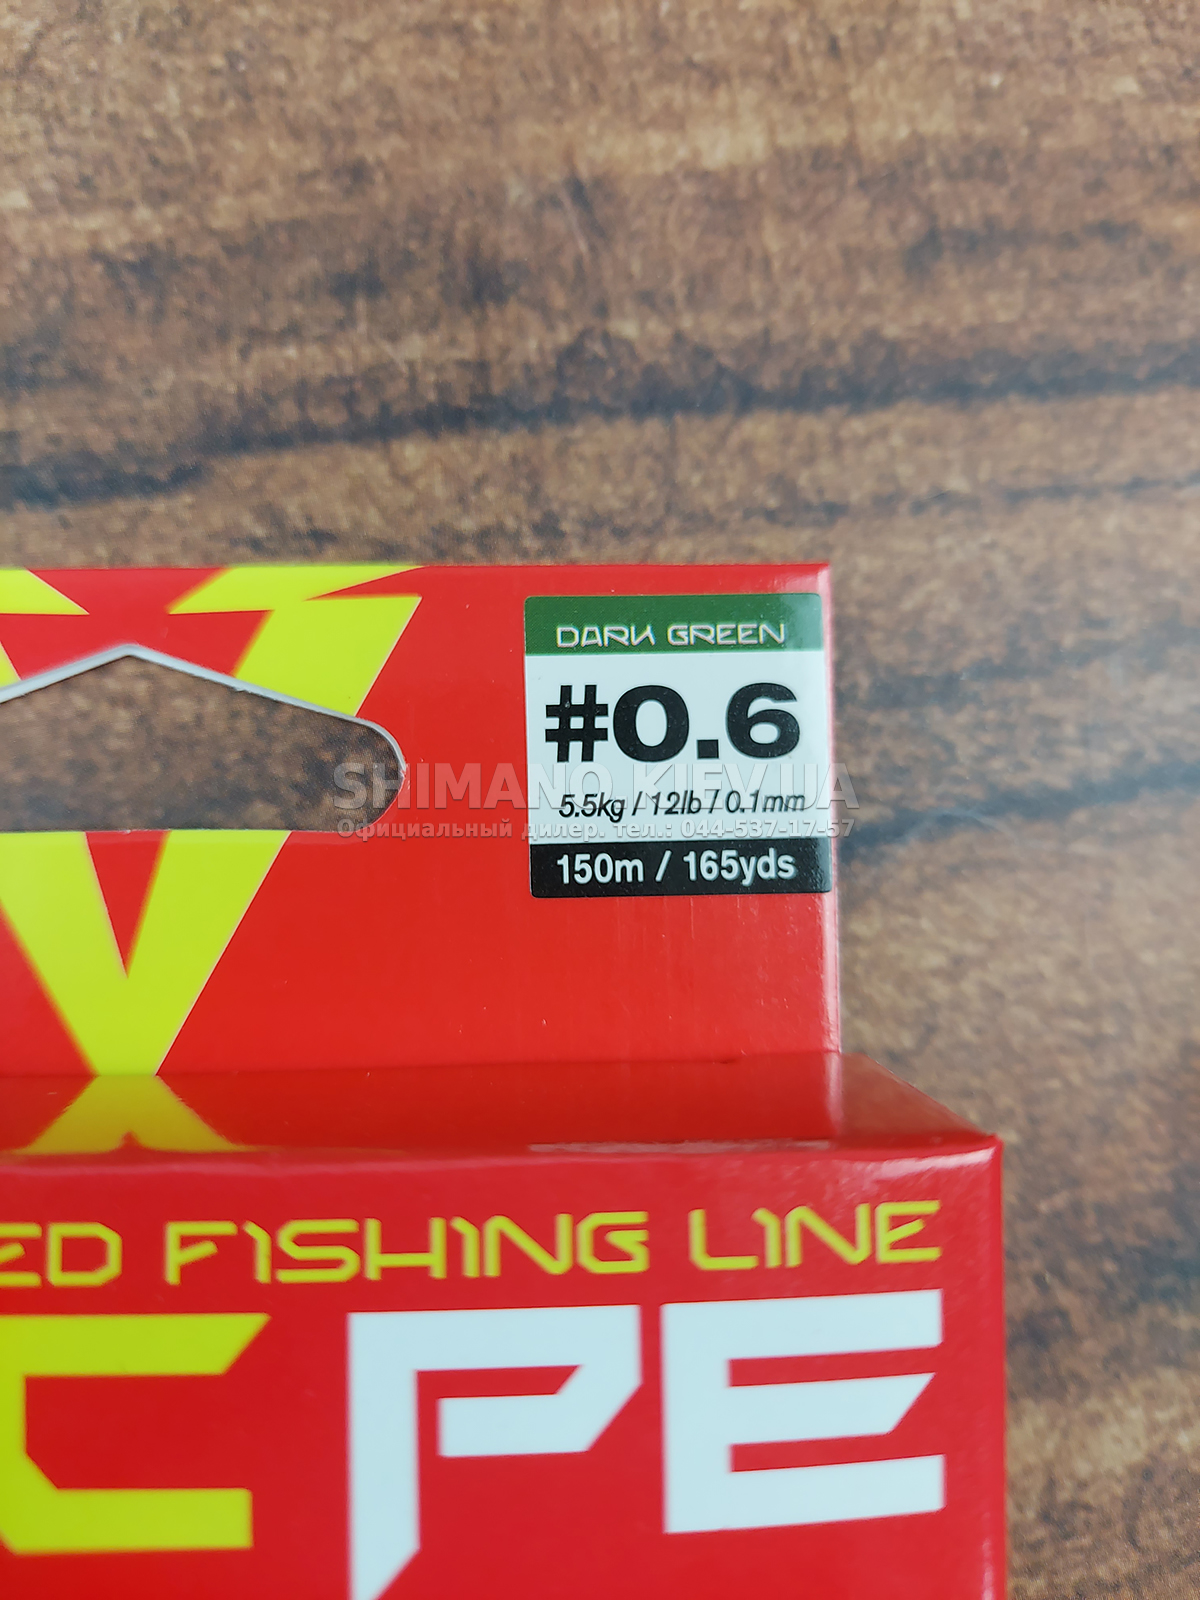 DARK GREEN
#0.6
5.5kg / 12lb / 0.1mm
150m / 165yds
SHIMANO.KIEV.UA
Официальный дилер. тел.: 044-537-17-57
ED FISHING LINE
C PE